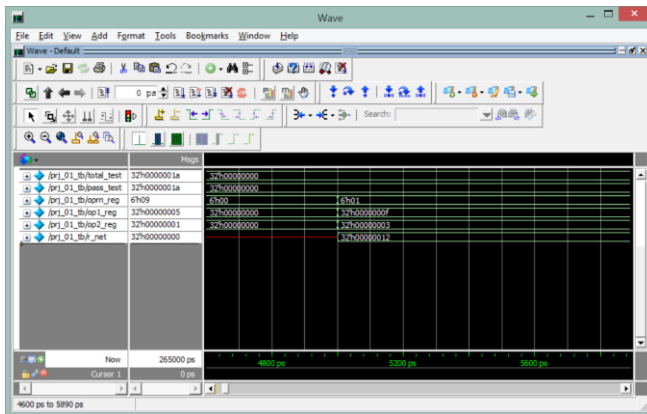 Wave
File Edit View Add Format Tools Bookmarks Window Help
Wave - Default
0 ps
Search:
Msgs
/prj_01_tb/total_test 32'h0000001a 32'h00000000
/prj_01_tb/pass_test 32'h0000001a 32'h00000000
/prj_01_tb/oprn_reg 6'h09 6'h00 6'h01
/prj_01_tb/op1_reg 32'h00000005 32'h00000000 32'h0000000f
/prj_01_tb/op2_reg 32'h00000001 32'h00000000 32'h00000003
/prj_01_tb/r_net 32'h00000000 32'h00000012
Now 265000 ps 4800 ps 5200 ps 5600 ps
Cursor 1 0 ps
4600 ps to 5890 ps